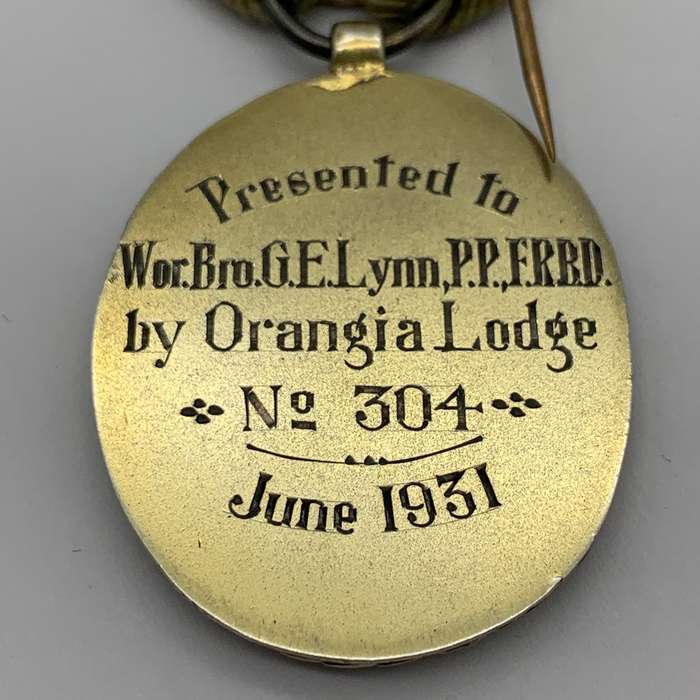 Presented to
Wor.Bro.G.E.Lynn,P.P.,F.R.B.D.
by Orangia Lodge
No 304
June 1931